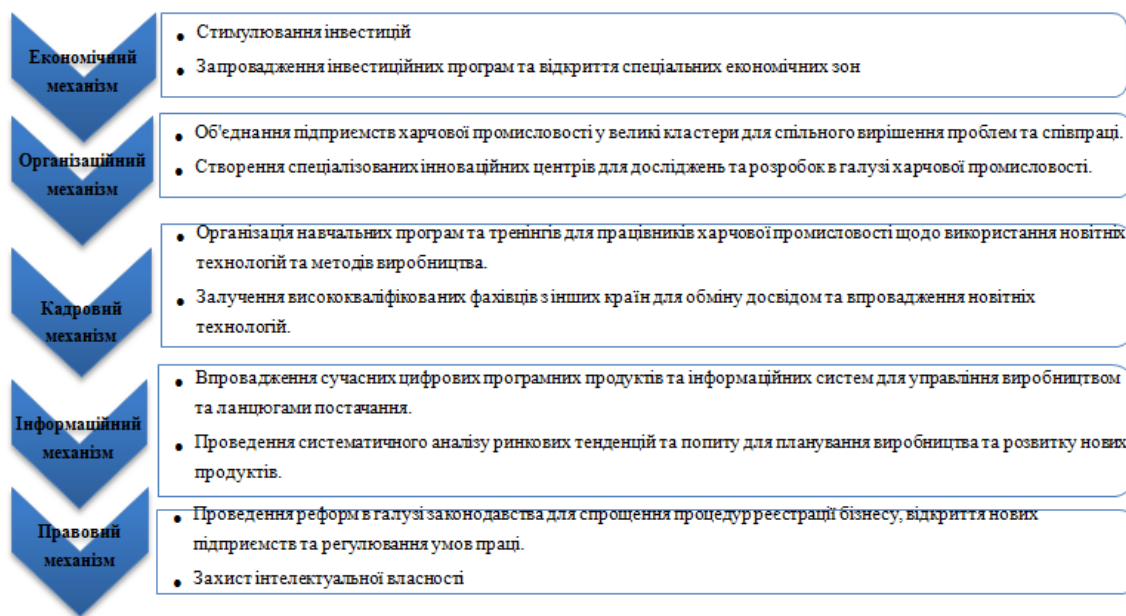 Економічний
механізм
• Стимулювання інвестицій
• Запровадження інвестиційних програм та відкриття спеціальних економічних зон
Організаційний
механізм
• Об'єднання підприємств харчової промисловості у великі кластери для спільного вирішення проблем та співпраці.
• Створення спеціалізованих інноваційних центрів для досліджень та розробок в галузі харчової промисловості.
Кадровий
механізм
• Організація навчальних програм та тренінгів для працівників харчової промисловості щодо використання новітніх
технологій та методів виробництва.
• Залучення висококваліфікованих фахівців з інших країн для обміну досвідом та впровадження новітніх
технологій.
Інформаційний
механізм
• Впровадження сучасних цифрових програмних продуктів та інформаційних систем для управління виробництвом
та ланцюгами постачання.
• Проведення систематичного аналізу ринкових тенденцій та попиту для планування виробництва та розвитку нових
продуктів.
Правовий
механізм
• Проведення реформ в галузі законодавства для спрощення процедур реєстрації бізнесу, відкриття нових
підприємств та регулювання умов праці.
• Захист інтелектуальної власності